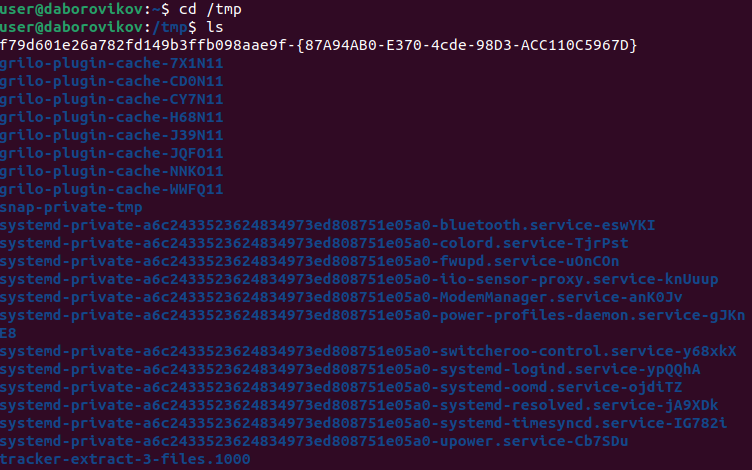 user@daborovikov:~$ cd /tmp
user@daborovikov:/tmp$ ls
f79d601e26a782fd149b3ffb098aae9f-{87A94AB0-E370-4cde-98D3-ACC110C5967D}
grilo-plugin-cache-7X1N11
grilo-plugin-cache-CD0N11
grilo-plugin-cache-CY7N11
grilo-plugin-cache-H68N11
grilo-plugin-cache-J39N11
grilo-plugin-cache-JQFO11
grilo-plugin-cache-NNKO11
grilo-plugin-cache-WWFQ11
snap-private-tmp
systemd-private-a6c2433523624834973ed808751e05a0-bluetooth.service-eswYKI
systemd-private-a6c2433523624834973ed808751e05a0-colord.service-TjrPst
systemd-private-a6c2433523624834973ed808751e05a0-fwupd.service-uOnCOn
systemd-private-a6c2433523624834973ed808751e05a0-iio-sensor-proxy.service-knUuup
systemd-private-a6c2433523624834973ed808751e05a0-ModemManager.service-anK0Jv
systemd-private-a6c2433523624834973ed808751e05a0-power-profiles-daemon.service-gJKn
E8
systemd-private-a6c2433523624834973ed808751e05a0-switcheroo-control.service-y68xkX
systemd-private-a6c2433523624834973ed808751e05a0-systemd-logind.service-ypQQhA
systemd-private-a6c2433523624834973ed808751e05a0-systemd-oomd.service-ojdiTZ
systemd-private-a6c2433523624834973ed808751e05a0-systemd-resolved.service-jA9XDk
systemd-private-a6c2433523624834973ed808751e05a0-systemd-timesyncd.service-IG782i
systemd-private-a6c2433523624834973ed808751e05a0-upower.service-Cb7SDu
tracker-extract-3-files.1000